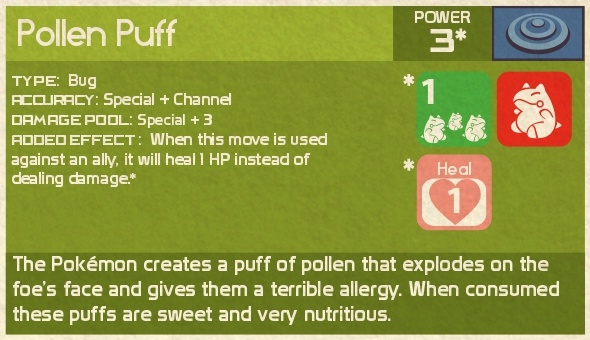 Pollen Puff
POWER
3*
TYPE: Bug
ACCURACY: Special + Channel
DAMAGE POOL: Special + 3
ADDED EFFECT: When this move is used
against an ally, it will heal 1 HP instead of
dealing damage.*
* 1
* Heal
1
The Pokémon creates a puff of pollen that explodes on the
foe's face and gives them a terrible allergy. When consumed
these puffs are sweet and very nutritious.